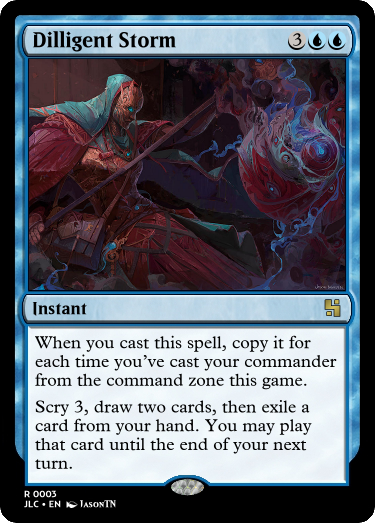 Dilligent Storm 3
Instant
When you cast this spell, copy it for
each time you've cast your commander
from the command zone this game.
Scry 3, draw two cards, then exile a
card from your hand. You may play
that card until the end of your next
turn.
R 0003
JLC • EN JASONTN